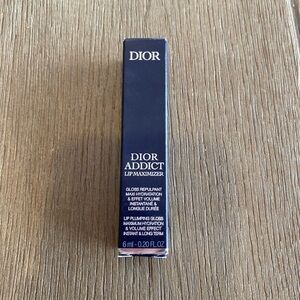 DIOR
DIOR
ADDICT
LIP MAXIMIZER
GLOSS REPULPANT
MAXI HYDRATATION
& EFFET VOLUME
INSTANTANÉ &
LONGUE DURÉE
LIP PLUMPING GLOSS
MAXIMUM HYDRATION
& VOLUME EFFECT
INSTANT & LONG TERM
6 ml - 0.20 FL.OZ